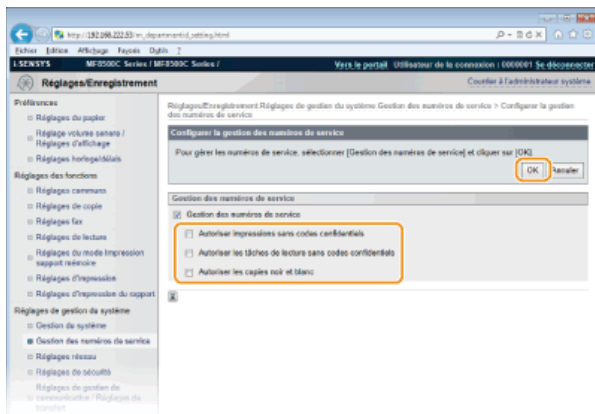 Fichier Edition Affichage Favoris Outils ?
i-SENSYS MF8500C Series / MF8500C Series / Vers le portail Utilisateur de la connexion : 0000001 Se déconnecter
Réglages/Enregistrement
Courrier à l'administrateur système
Préférences
Réglages du papier
Réglage volume sonore /
Réglages d'affichage
Réglages horloge/délais
Réglages des fonctions
Réglages communs
Réglages de copie
Réglages fax
Réglages de lecture
Réglages du mode Impression
support mémoire
Réglages d'impression
Réglages d'impression du rapport
Réglages de gestion du système
Gestion du système
Gestion des numéros de service
Réglages réseau
Réglages de sécurité
Réglages de gestion de
communication / Réglages de
transfert
Réglages/Enregistrement:Réglages de gestion du système:Gestion des numéros de service > Configurer la gestion
des numéros de service
Configurer la gestion des numéros de service
Pour gérer les numéros de service, sélectionner [Gestion des numéros de service] et cliquer sur [OK].
OK Annuler
Gestion des numéros de service
Gestion des numéros de service
Autoriser impressions sans codes confidentiels
Autoriser les tâches de lecture sans codes confidentiels
Autoriser les copies noir et blanc